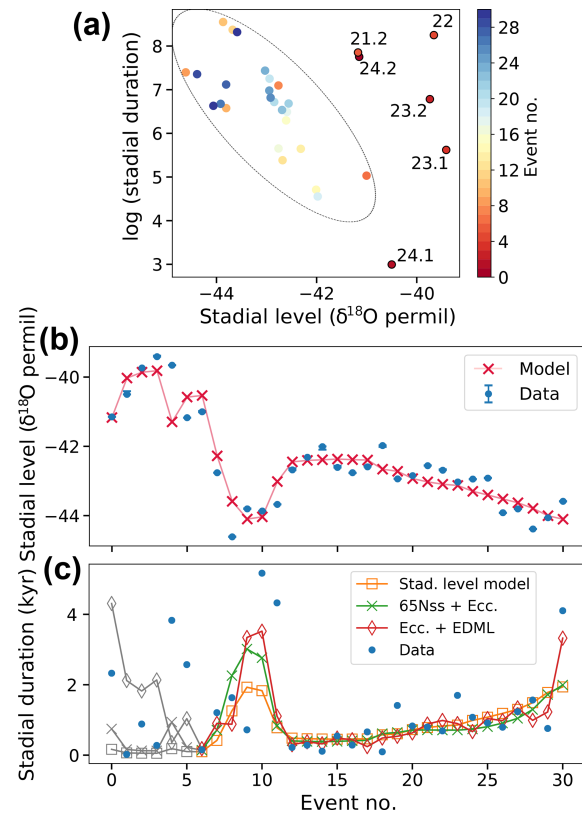 (a)
8
7
6
5
4
3
log (stadial duration)
21.2
24.2
22
23.2
23.1
24.1
−44
−42
−40
Stadial level (δ¹⁸O permil)
28
24
20
16
12
8
4
0
Event no.
(b)
−40
−42
−44
Stadial level (δ¹⁸O permil)
Model
Data
(c)
4
2
0
Stadial duration (kyr)
Stad. level model
65Nss + Ecc.
Ecc. + EDML
Data
0
5
10
15
20
25
30
Event no.